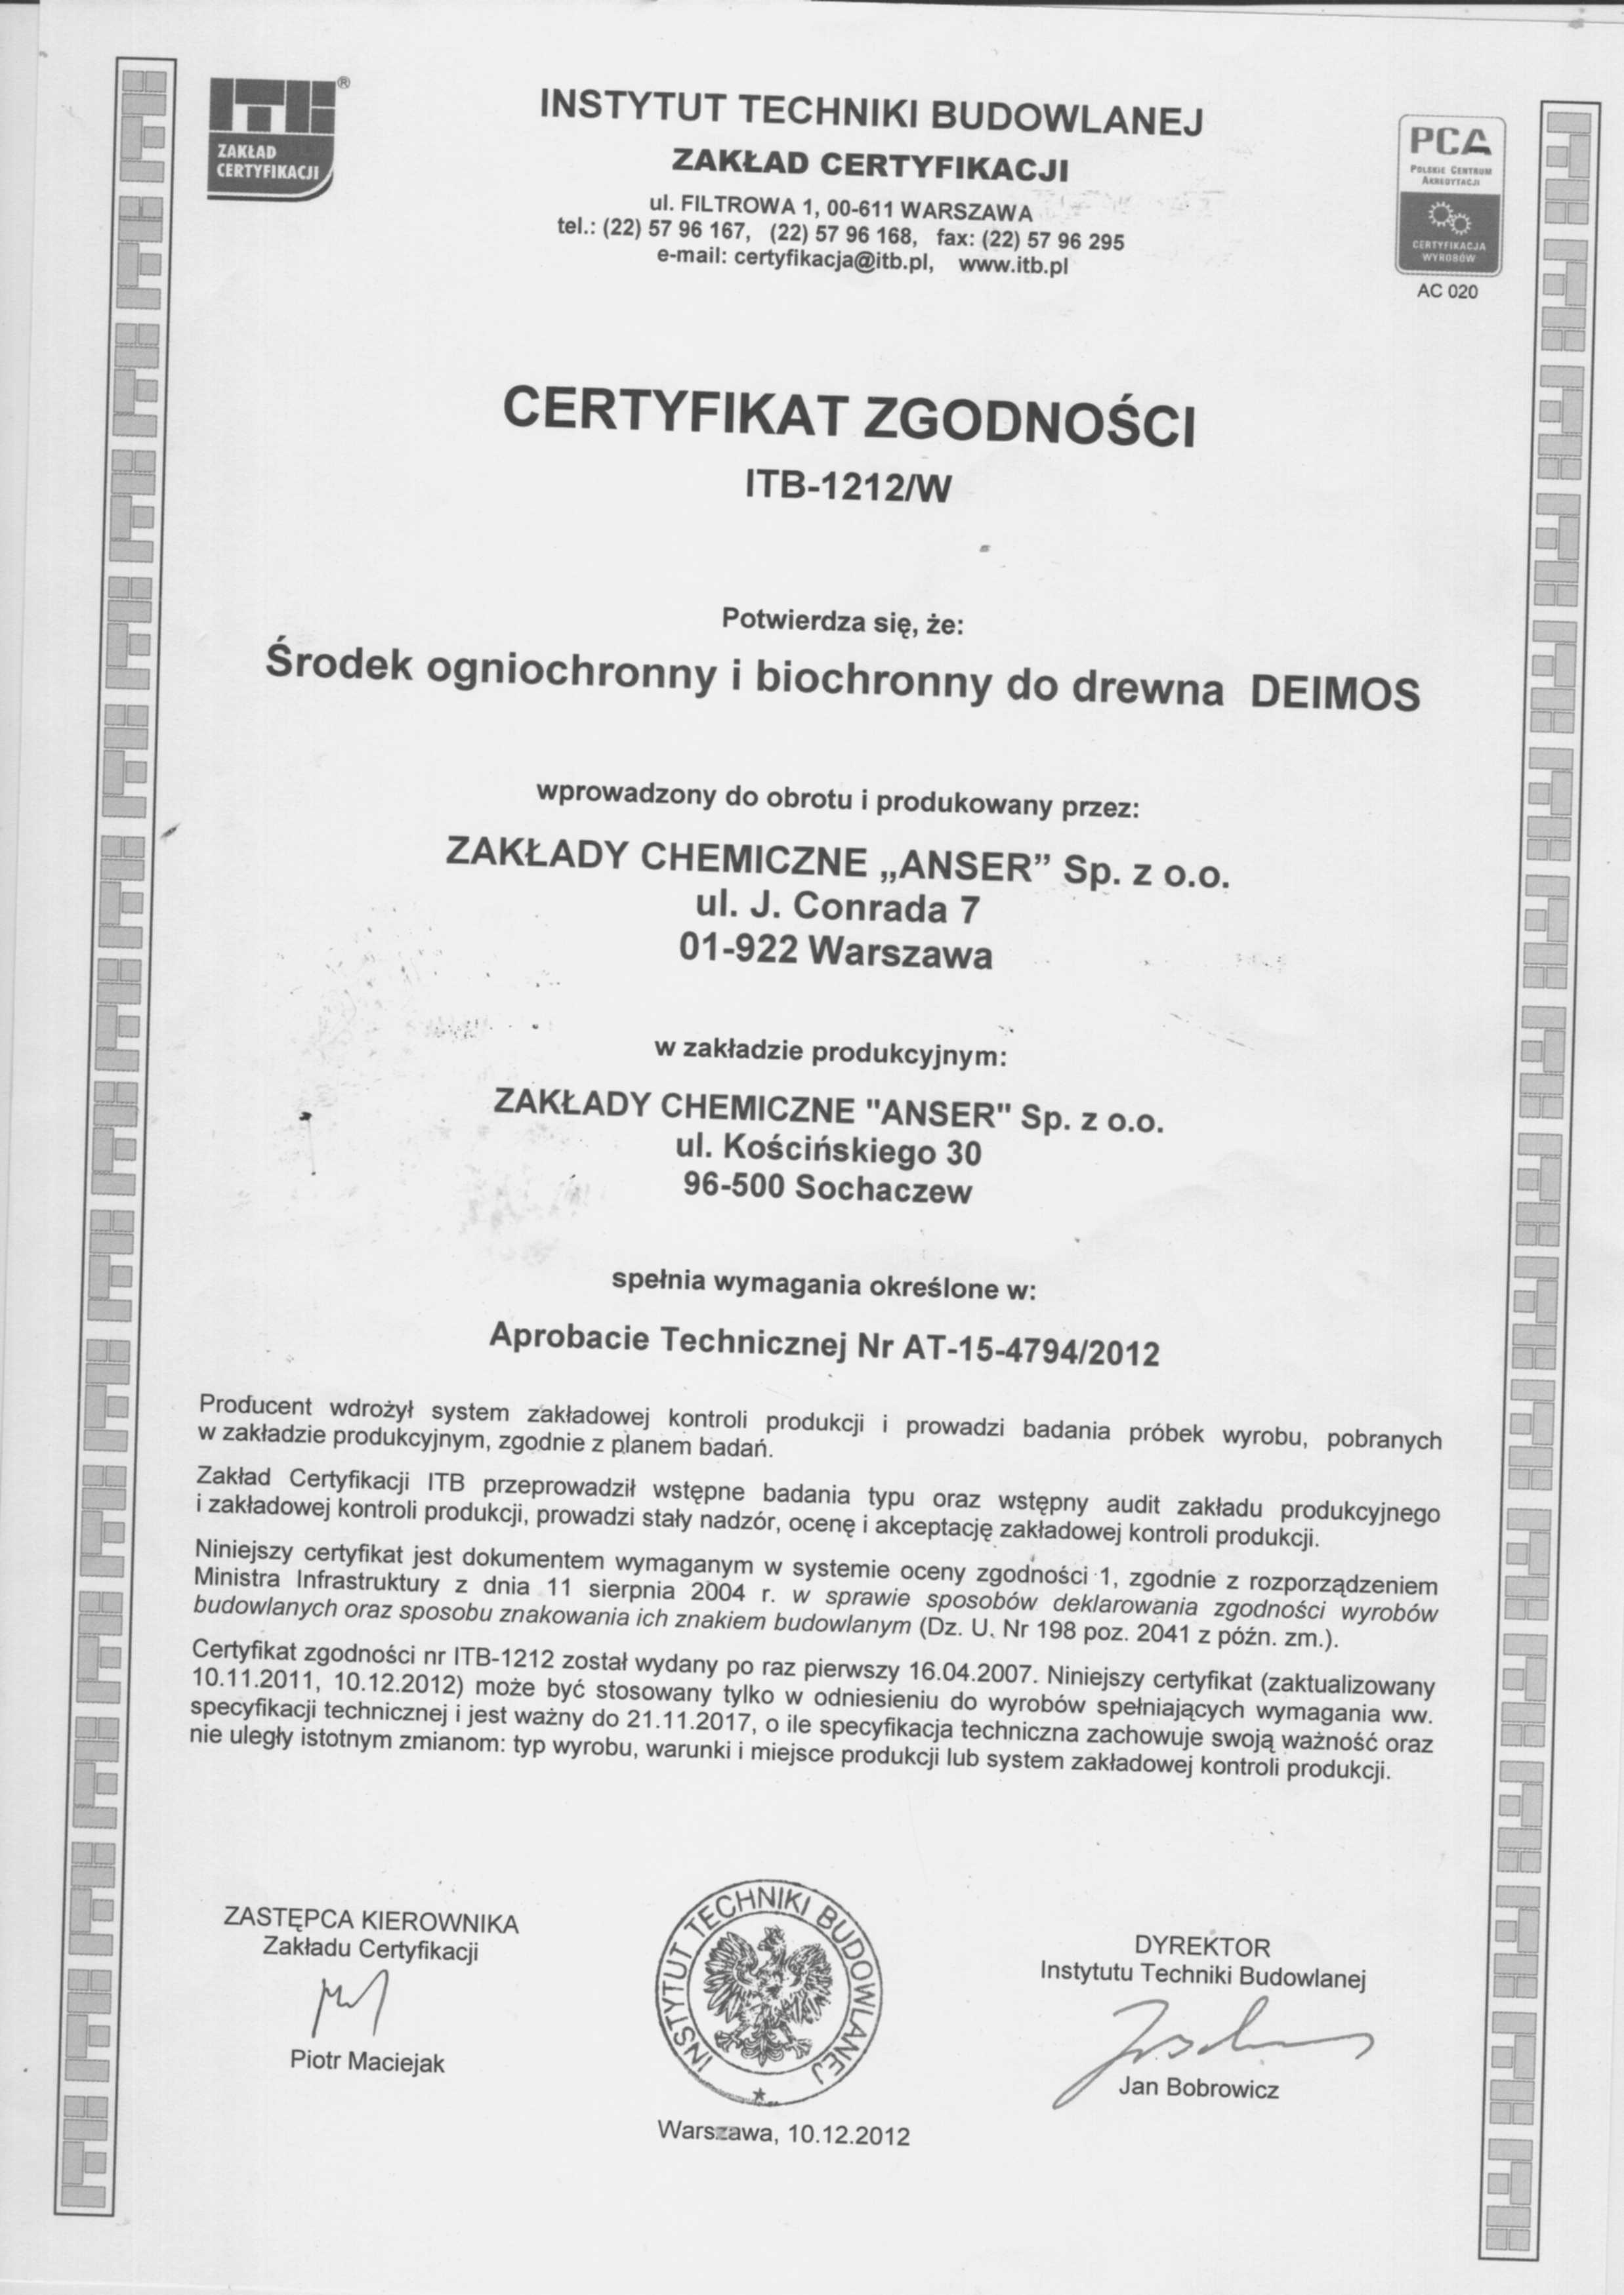 ITB®
ZAKŁAD
CERTYFIKACJI
INSTYTUT TECHNIKI BUDOWLANEJ
ZAKŁAD CERTYFIKACJI
ul. FILTROWA 1, 00-611 WARSZAWA
tel.: (22) 57 96 167, (22) 57 96 168, fax: (22) 57 96 295
e-mail: certyfikacja@itb.pl, www.itb.pl
PCA
POLSKIE CENTRUM
AKREDYTACJI
CERTYFIKACJA
WYROBÓW
AC 020
CERTYFIKAT ZGODNOŚCI
ITB-1212/W
Potwierdza się, że:
Środek ogniochronny i biochronny do drewna DEIMOS
wprowadzony do obrotu i produkowany przez:
ZAKŁADY CHEMICZNE „ANSER” Sp. z o.o.
ul. J. Conrada 7
01-922 Warszawa
w zakładzie produkcyjnym:
ZAKŁADY CHEMICZNE "ANSER" Sp. z o.o.
ul. Kościńskiego 30
96-500 Sochaczew
spełnia wymagania określone w:
Aprobacie Technicznej Nr AT-15-4794/2012
Producent wdrożył system zakładowej kontroli produkcji i prowadzi badania próbek wyrobu, pobranych
w zakładzie produkcyjnym, zgodnie z planem badań.
Zakład Certyfikacji ITB przeprowadził wstępne badania typu oraz wstępny audit zakładu produkcyjnego
i zakładowej kontroli produkcji, prowadzi stały nadzór, ocenę i akceptację zakładowej kontroli produkcji.
Niniejszy certyfikat jest dokumentem wymaganym w systemie oceny zgodności 1, zgodnie z rozporządzeniem
Ministra Infrastruktury z dnia 11 sierpnia 2004 r. w sprawie sposobów deklarowania zgodności wyrobów
budowlanych oraz sposobu znakowania ich znakiem budowlanym (Dz. U. Nr 198 poz. 2041 z późn. zm.).
Certyfikat zgodności nr ITB-1212 został wydany po raz pierwszy 16.04.2007. Niniejszy certyfikat (zaktualizowany
10.11.2011, 10.12.2012) może być stosowany tylko w odniesieniu do wyrobów spełniających wymagania ww.
specyfikacji technicznej i jest ważny do 21.11.2017, o ile specyfikacja techniczna zachowuje swoją ważność oraz
nie uległy istotnym zmianom: typ wyrobu, warunki i miejsce produkcji lub system zakładowej kontroli produkcji.
ZASTĘPCA KIEROWNIKA
Zakładu Certyfikacji
Piotr Maciejak
INSTYTUT TECHNIKI BUDOWLANEJ
Warszawa, 10.12.2012
DYREKTOR
Instytutu Techniki Budowlanej
Jan Bobrowicz